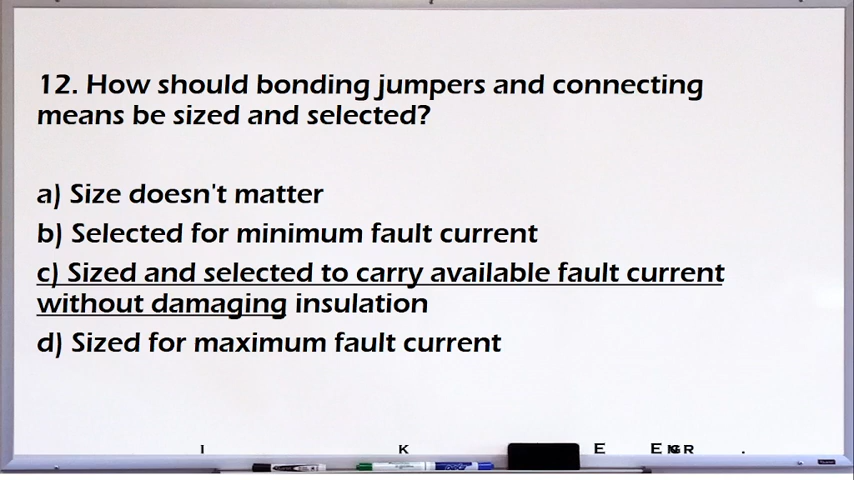 12. How should bonding jumpers and connecting
means be sized and selected?
a) Size doesn't matter
b) Selected for minimum fault current
c) Sized and selected to carry available fault current
without damaging insulation
d) Sized for maximum fault current
I K E